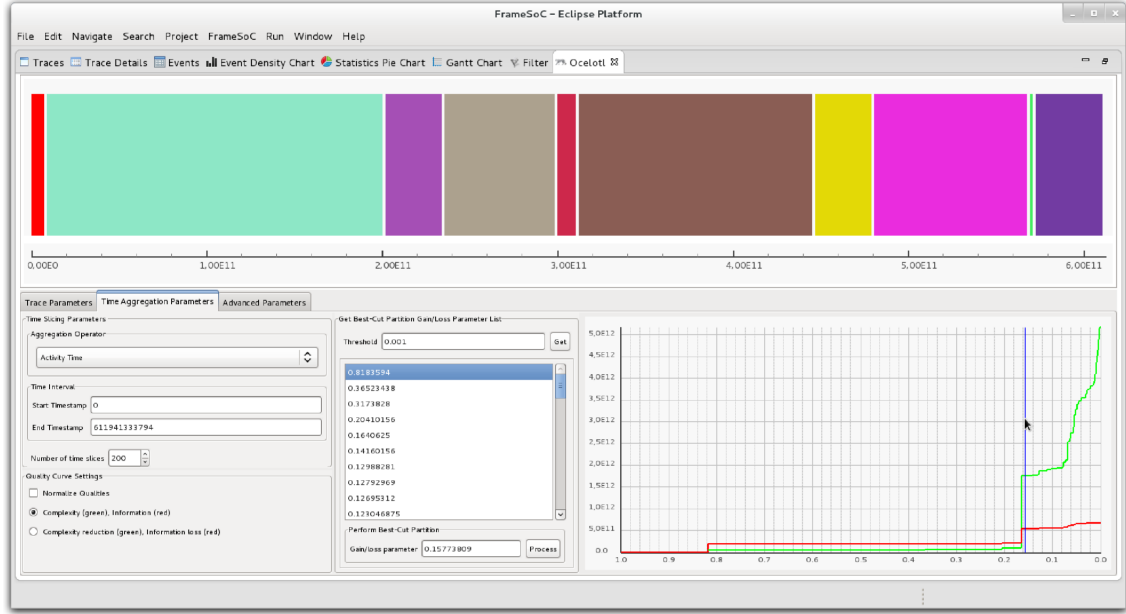 FrameSoC – Eclipse Platform
File Edit Navigate Search Project FrameSoC Run Window Help
Traces Trace Details Events Event Density Chart Statistics Pie Chart Gantt Chart Filter Ocelotl
0,00E0 1,00E11 2,00E11 3,00E11 4,00E11 5,00E11 6,00E11
Trace Parameters Time Aggregation Parameters Advanced Parameters
Time Slicing Parameters
Aggregation Operator
Activity Time
Time Interval
Start Timestamp 0
End Timestamp 611941333794
Number of time slices 200
Quality Curve Settings
Normalize Qualities
Complexity (green), Information (red)
Complexity reduction (green), Information loss (red)
Get Best-Cut Partition Gain/Loss Parameter List
Threshold 0.001 Get
0.8183594
0.36523438
0.3173828
0.20410156
0.1640625
0.14160156
0.12988281
0.12792969
0.12695312
0.123046875
Perform Best-Cut Partition
Gain/loss parameter 0.15773809 Process
5,0E12
4,5E12
4,0E12
3,5E12
3,0E12
2,5E12
2,0E12
1,5E12
1,0E12
5,0E11
0.0
1.0 0.9 0.8 0.7 0.6 0.5 0.4 0.3 0.2 0.1 0.0